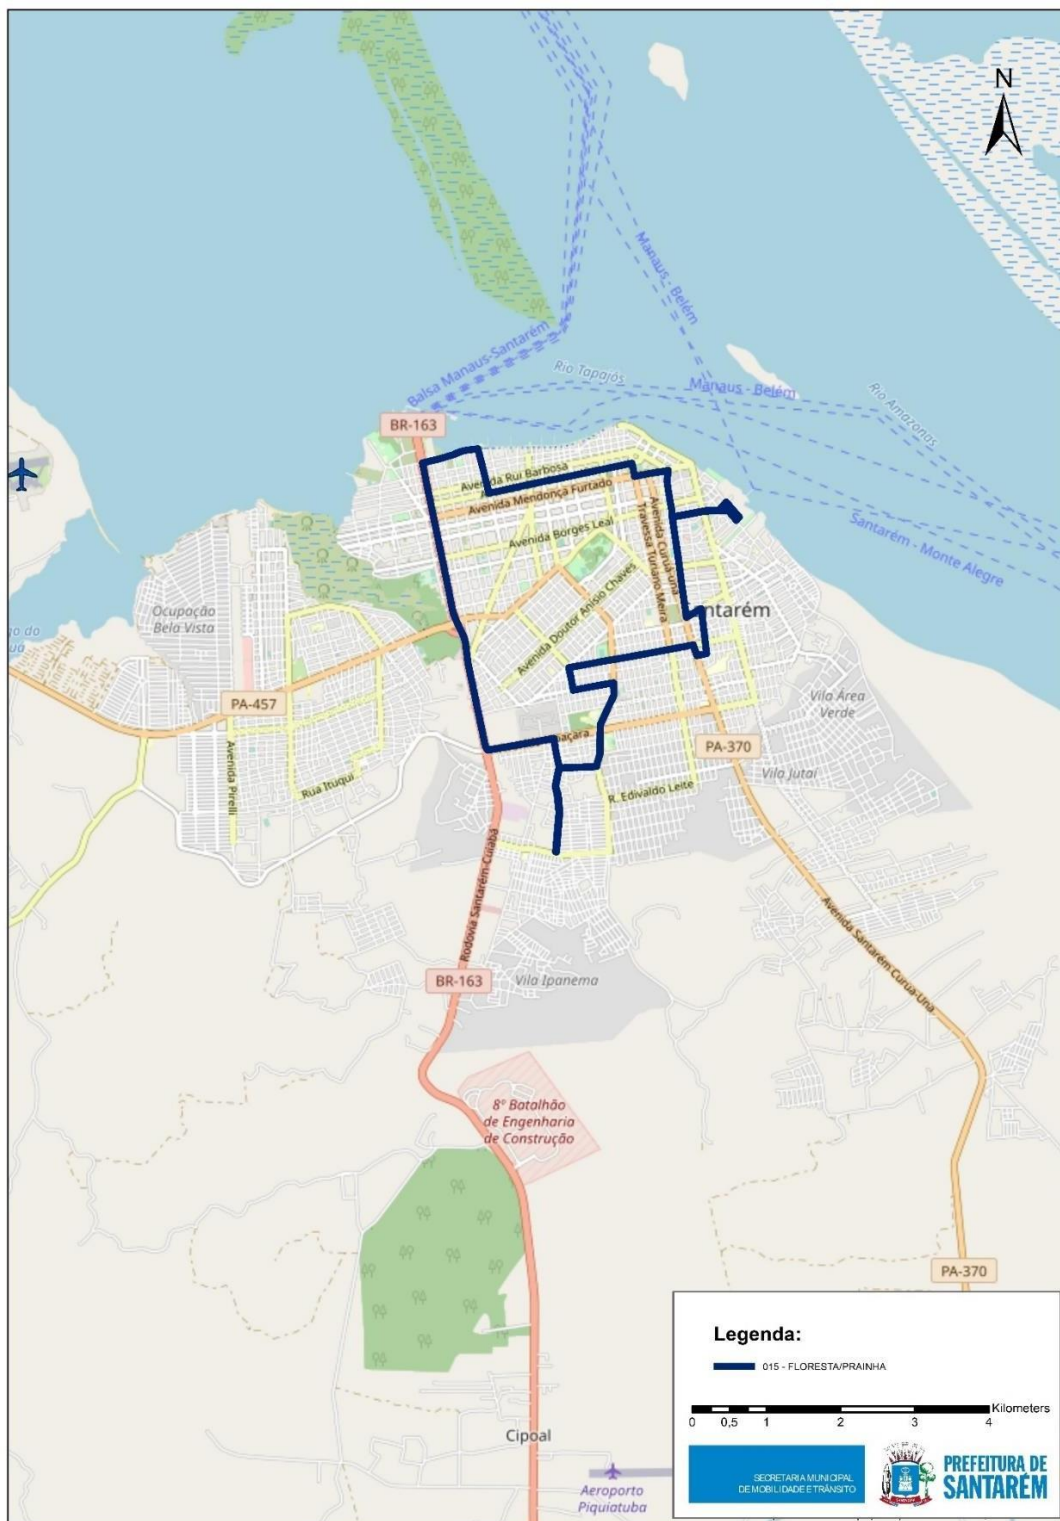 N
Manaus - Belém
Balsa Manaus-Santarém
Rio Tapajós
Manaus - Belém
Rio Amazonas
BR-163
Avenida Rui Barbosa
Avenida Mendonça Furtado
Avenida Borges Leal
Avenida Curuá-una
Travessa Turiano Meira
Santarém - Monte Alegre
Ocupação
Bela Vista
Avenida Doutor Anísio Chaves
ntarém
PA-457
Vila Área
Verde
açara
PA-370
Avenida Pirelli
Rua Ituqui
Vila Jutai
R. Edivaldo Leite
Rodovia Santarém-Cuiabá
Avenida Santarém Curuá-Una
BR-163
Vila Ipanema
8º Batalhão
de Engenharia
de Construção
PA-370
Legenda:
015 - FLORESTA/PRAINHA
Kilometers
0 0,5 1 2 3 4
Cipoal
Aeroporto
Piquiatuba
SECRETARIA MUNICIPAL
DE MOBILIDADE E TRÂNSITO
PREFEITURA DE
SANTARÉM